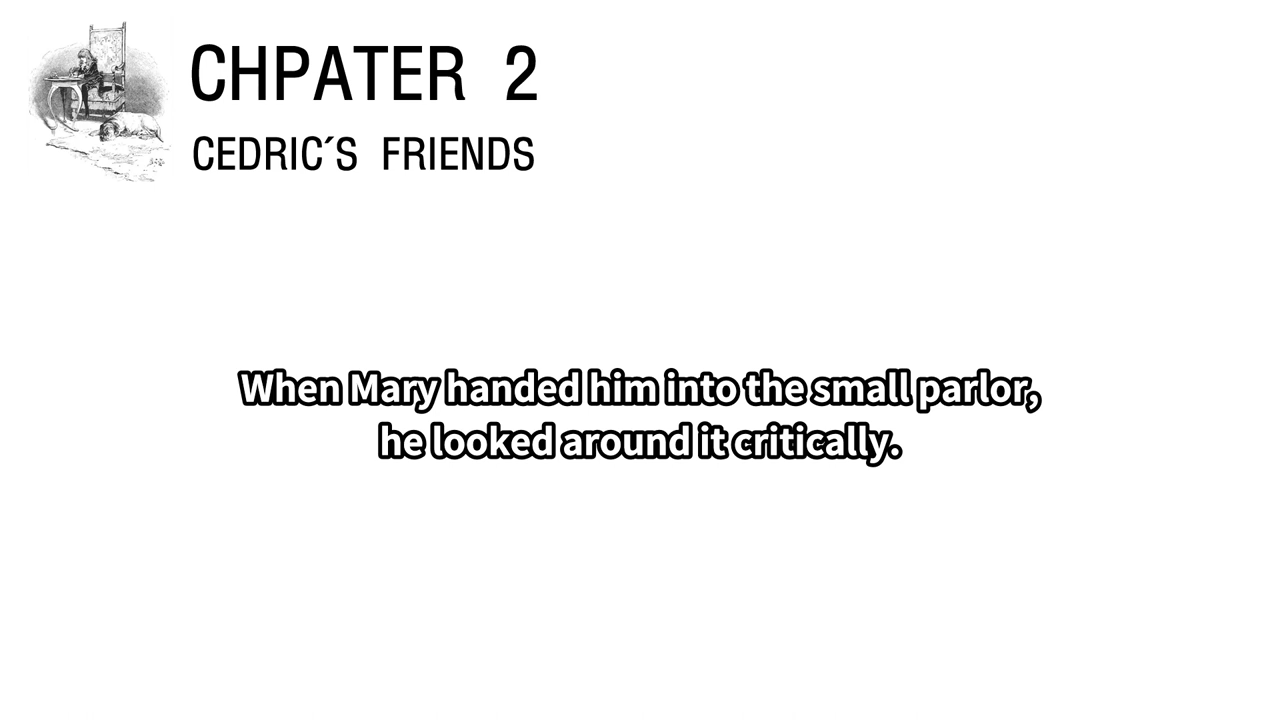 CHPATER 2
CEDRIC´S FRIENDS
When Mary handed him into the small parlor,
he looked around it critically.